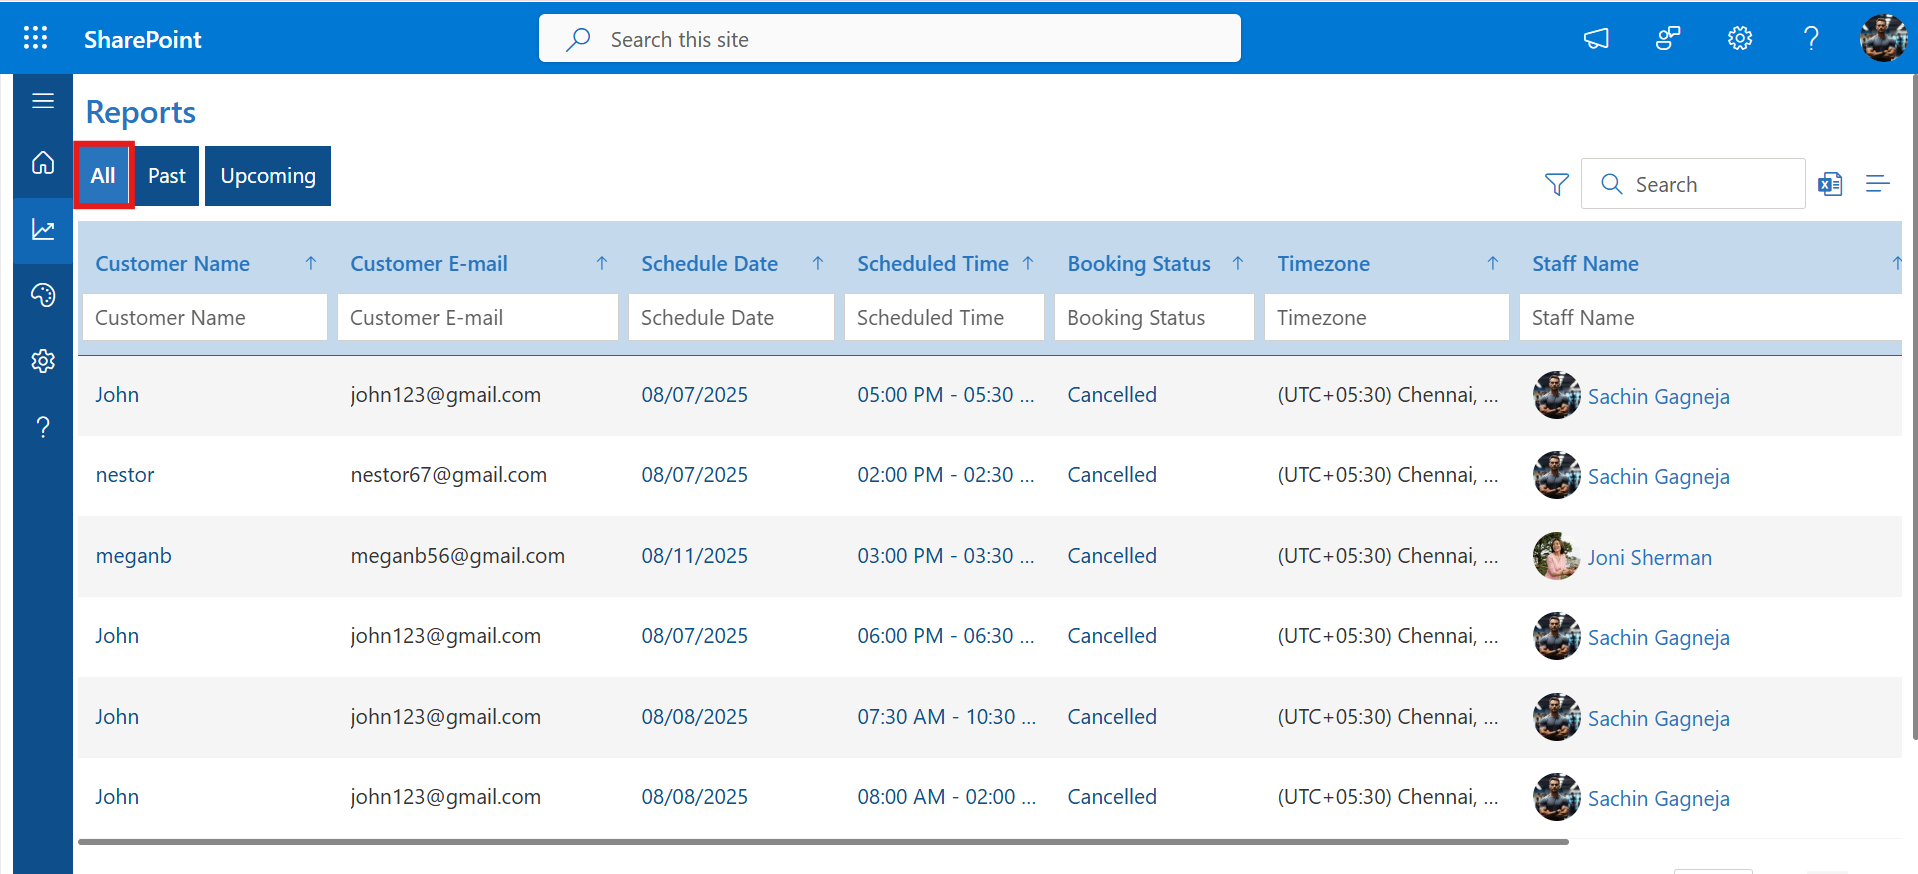 SharePoint
Search this site
Reports
All Past Upcoming
Search
Customer Name Customer E-mail Schedule Date Scheduled Time Booking Status Timezone Staff Name
Customer Name Customer E-mail Schedule Date Scheduled Time Booking Status Timezone Staff Name
John john123@gmail.com 08/07/2025 05:00 PM - 05:30 ... Cancelled (UTC+05:30) Chennai, ... Sachin Gagneja
nestor nestor67@gmail.com 08/07/2025 02:00 PM - 02:30 ... Cancelled (UTC+05:30) Chennai, ... Sachin Gagneja
meganb meganb56@gmail.com 08/11/2025 03:00 PM - 03:30 ... Cancelled (UTC+05:30) Chennai, ... Joni Sherman
John john123@gmail.com 08/07/2025 06:00 PM - 06:30 ... Cancelled (UTC+05:30) Chennai, ... Sachin Gagneja
John john123@gmail.com 08/08/2025 07:30 AM - 10:30 ... Cancelled (UTC+05:30) Chennai, ... Sachin Gagneja
John john123@gmail.com 08/08/2025 08:00 AM - 02:00 ... Cancelled (UTC+05:30) Chennai, ... Sachin Gagneja